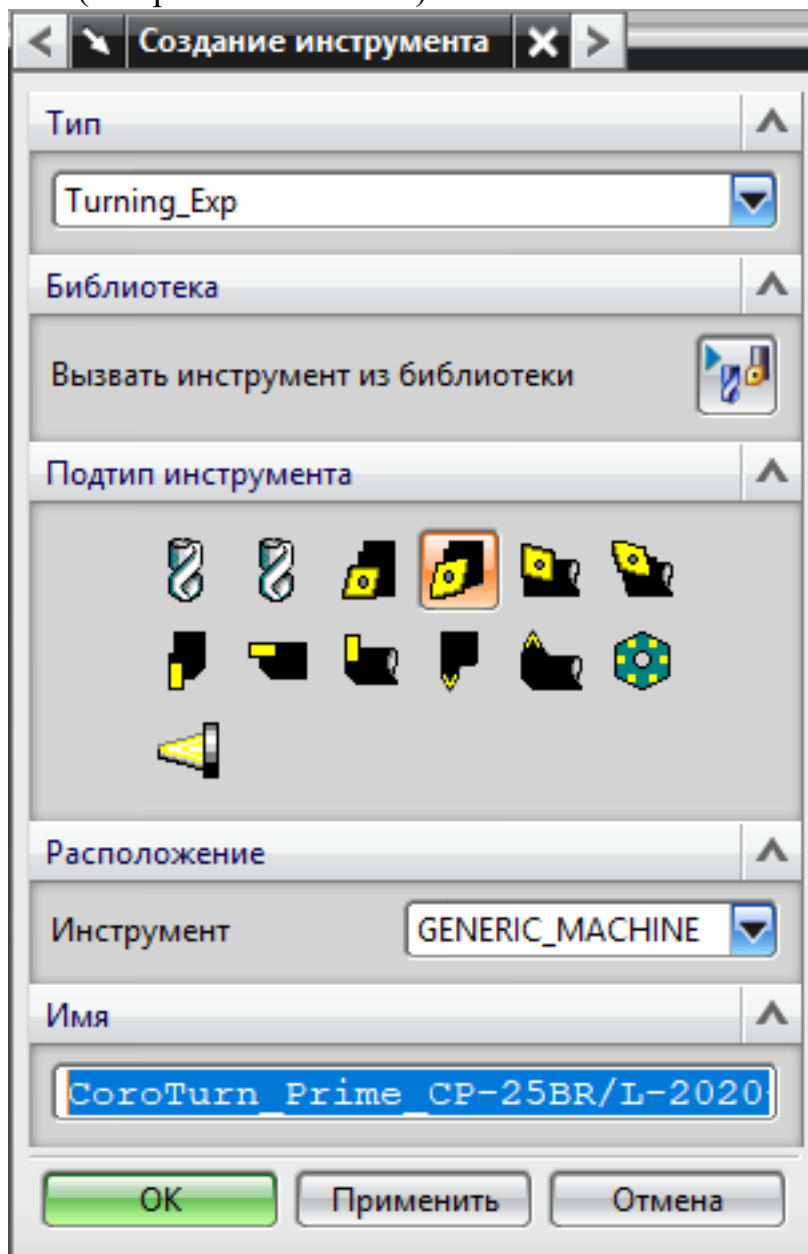 Создание инструмента
Тип
Turning_Exp
Библиотека
Вызвать инструмент из библиотеки
Подтип инструмента
Расположение
Инструмент GENERIC_MACHINE
Имя
CoroTurn_Prime_CP-25BR/L-2020-
ОК Применить Отмена